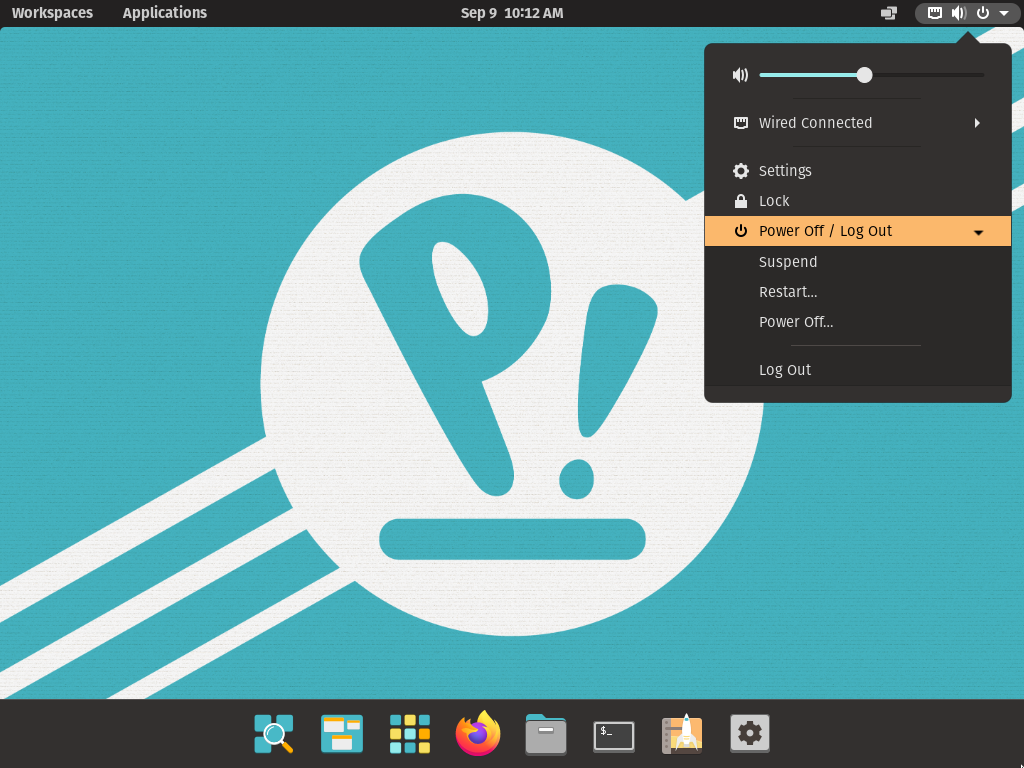 Workspaces Applications Sep 9 10:12 AM
Wired Connected
Settings
Lock
Power Off / Log Out
Suspend
Restart...
Power Off...
Log Out
P!
$_